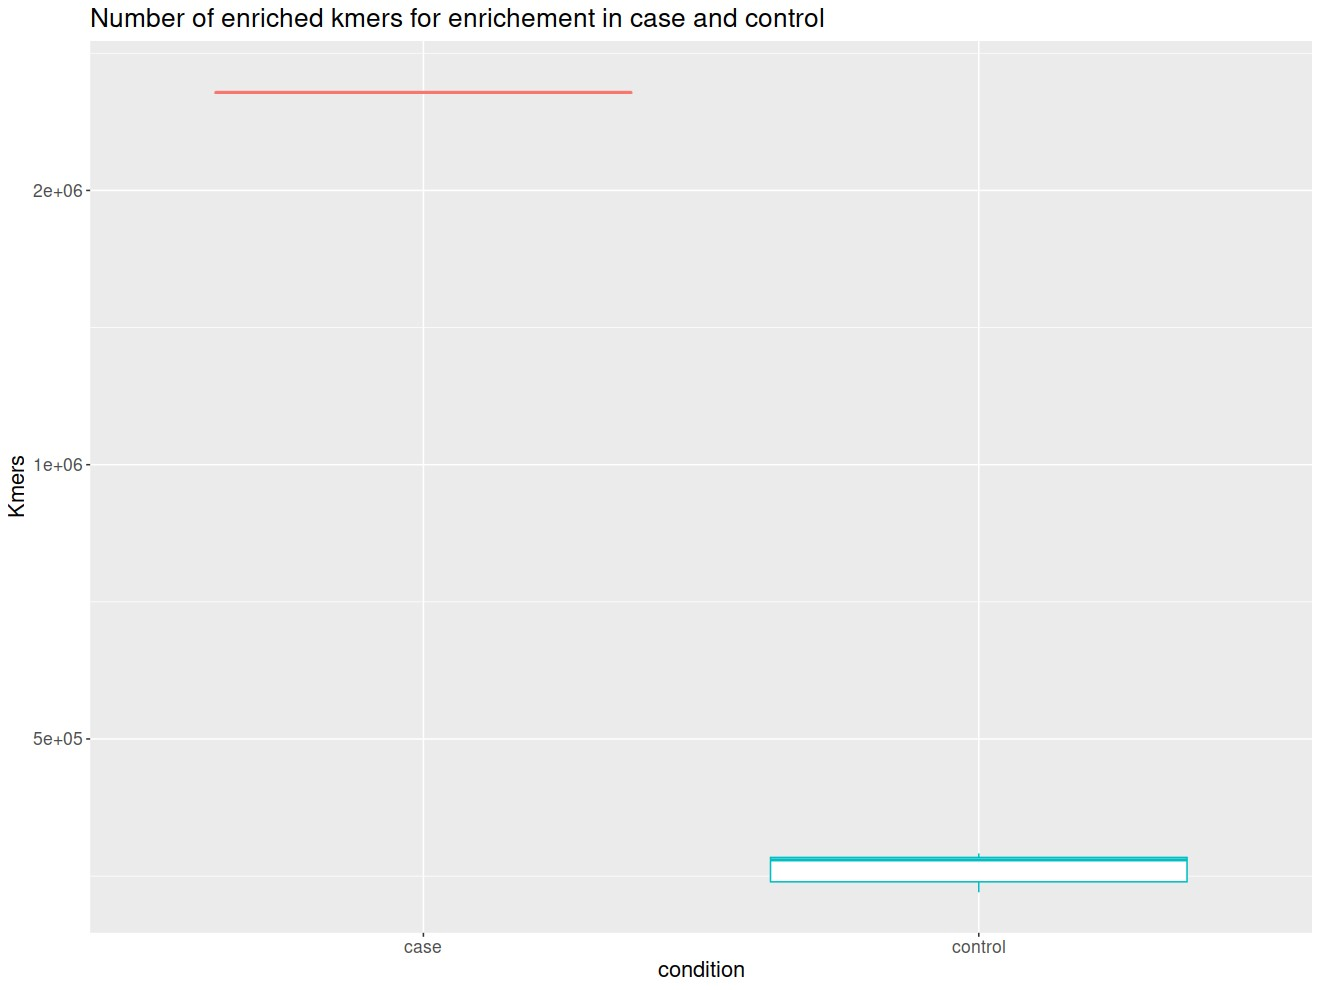 Number of enriched kmers for enrichement in case and control
Kmers
2e+06
1e+06
5e+05
case
control
condition